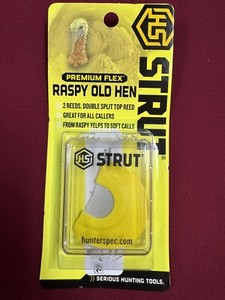 HS
STRUT
PREMIUM FLEX
RASPY OLD HEN
2 REEDS, DOUBLE SPLIT TOP REED
GREAT FOR ALL CALLERS
FROM RASPY YELPS TO SOFT CALLS
HS STRUT
hunterspec.com
SERIOUS HUNTING TOOLS.